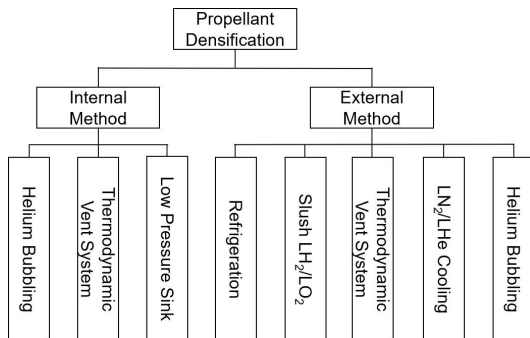 Propellant
Densification
Internal
Method
External
Method
Helium Bubbling
Thermodynamic
Vent System
Low Pressure Sink
Refrigeration
Slush LH₂/LO₂
Thermodynamic
Vent System
LN₂/LHe Cooling
Helium Bubbling